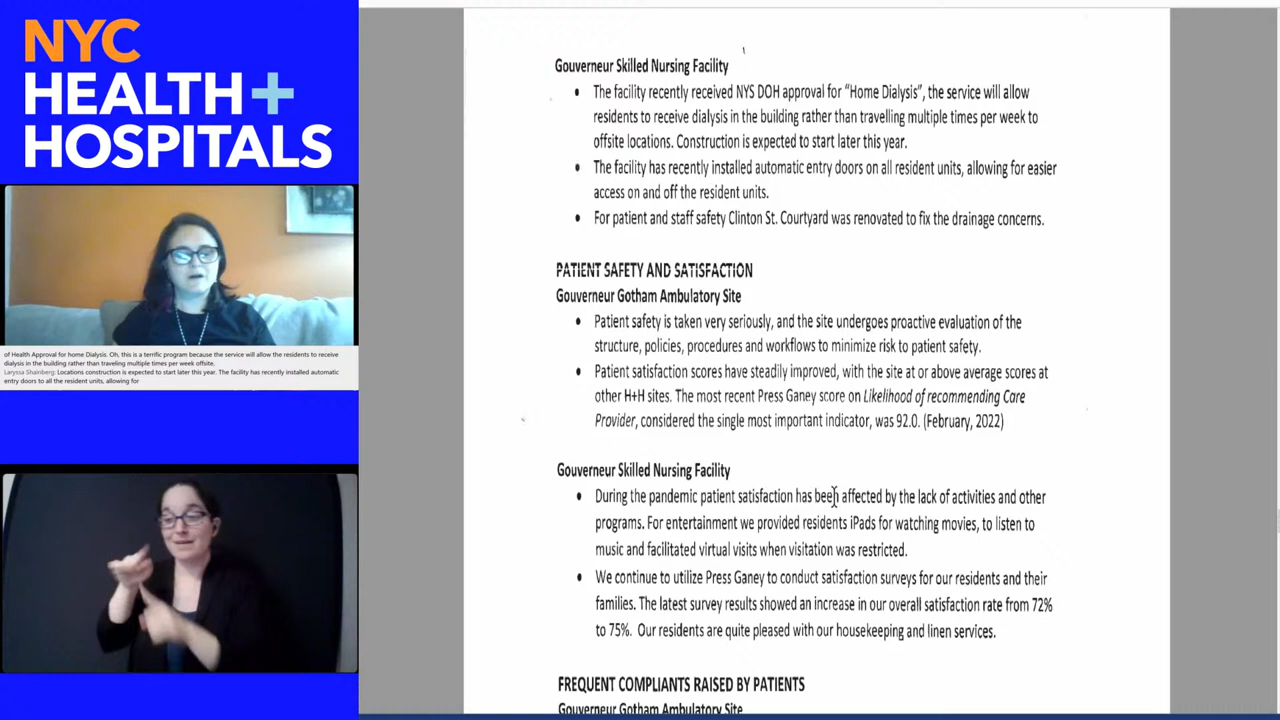 NYC
HEALTH+
HOSPITALS
of Health Approval for home Dialysis. Oh, this is a terrific program because the service will allow the residents to receive
dialysis in the building rather than traveling multiple times per week offsite.
Laryssa Shainberg: Locations construction is expected to start later this year. The facility has recently installed automatic
entry doors to all the resident units, allowing for
Gouverneur Skilled Nursing Facility
• The facility recently received NYS DOH approval for "Home Dialysis", the service will allow
residents to receive dialysis in the building rather than travelling multiple times per week to
offsite locations. Construction is expected to start later this year.
• The facility has recently installed automatic entry doors on all resident units, allowing for easier
access on and off the resident units.
• For patient and staff safety Clinton St. Courtyard was renovated to fix the drainage concerns.
PATIENT SAFETY AND SATISFACTION
Gouverneur Gotham Ambulatory Site
• Patient safety is taken very seriously, and the site undergoes proactive evaluation of the
structure, policies, procedures and workflows to minimize risk to patient safety.
• Patient satisfaction scores have steadily improved, with the site at or above average scores at
other H+H sites. The most recent Press Ganey score on Likelihood of recommending Care
Provider, considered the single most important indicator, was 92.0. (February, 2022)
Gouverneur Skilled Nursing Facility
• During the pandemic patient satisfaction has been affected by the lack of activities and other
programs. For entertainment we provided residents iPads for watching movies, to listen to
music and facilitated virtual visits when visitation was restricted.
• We continue to utilize Press Ganey to conduct satisfaction surveys for our residents and their
families. The latest survey results showed an increase in our overall satisfaction rate from 72%
to 75%. Our residents are quite pleased with our housekeeping and linen services.
FREQUENT COMPLIANTS RAISED BY PATIENTS
Gouverneur Gotham Ambulatory Site